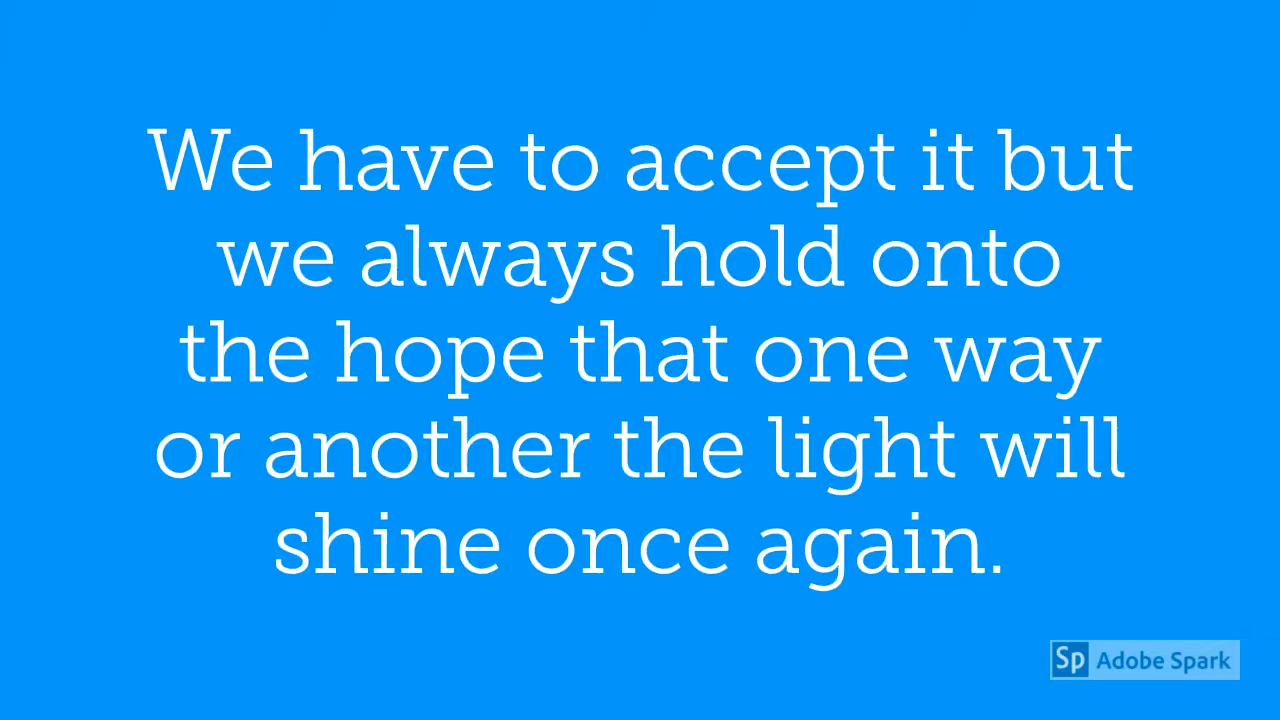 We have to accept it but
we always hold onto
the hope that one way
or another the light will
shine once again.
Sp Adobe Spark